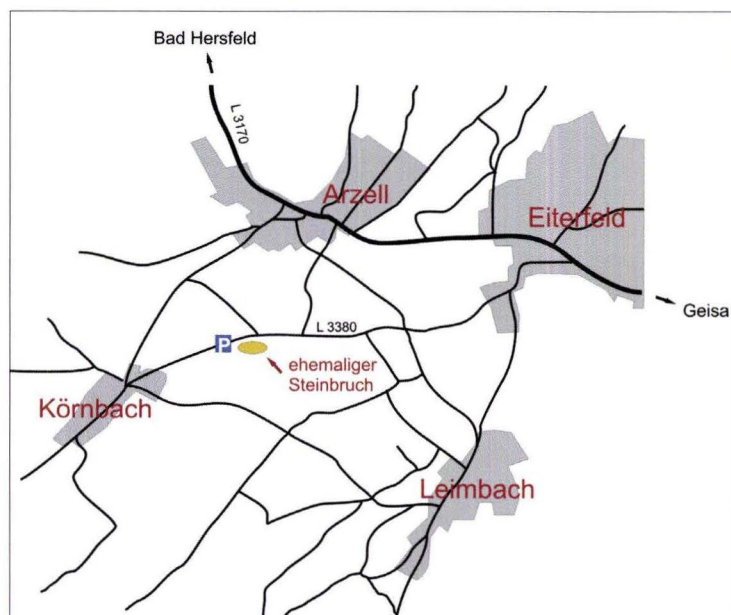 Bad Hersfeld
L 3170
Arzell
Eiterfeld
Geisa
L 3380
P
ehemaliger
Steinbruch
Körnbach
Leimbach